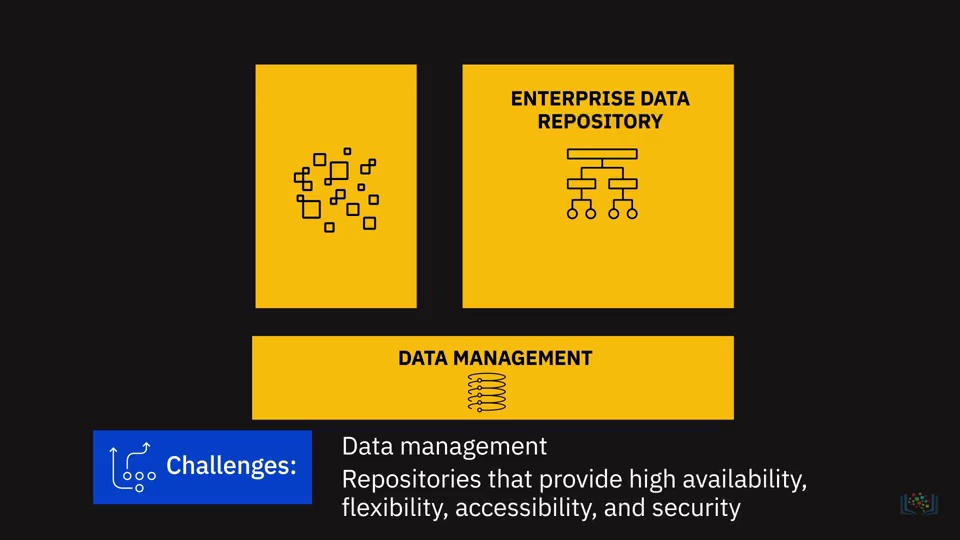 ENTERPRISE DATA
REPOSITORY
DATA MANAGEMENT
Challenges:
Data management
Repositories that provide high availability,
flexibility, accessibility, and security